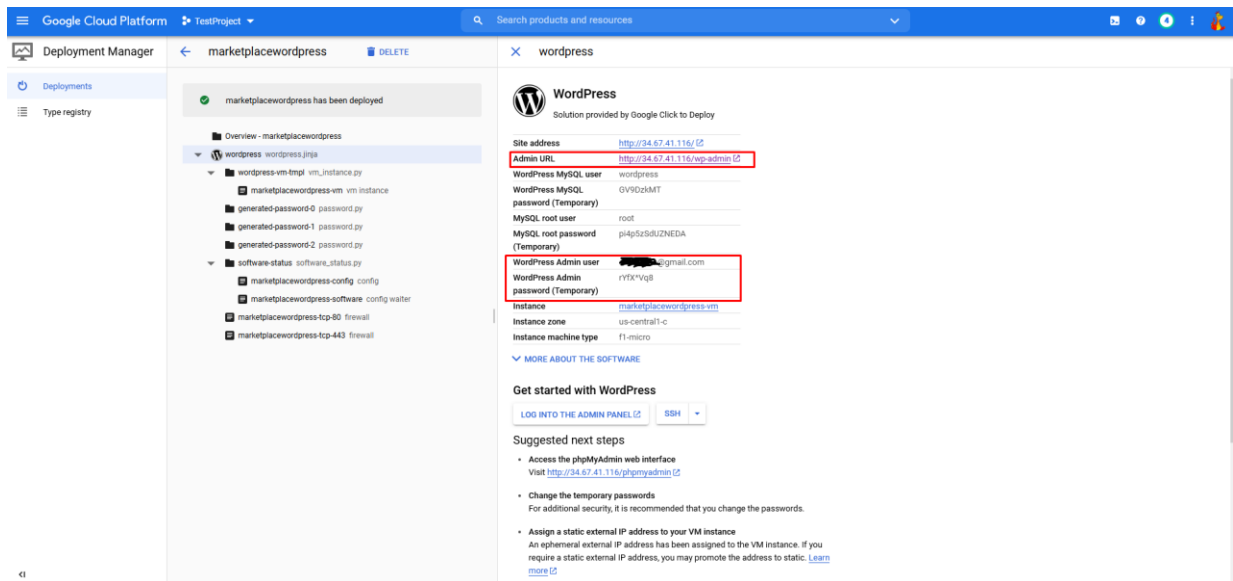 Google Cloud Platform TestProject Search products and resources 4
Deployment Manager marketplacewordpress DELETE wordpress
Deployments
Type registry
marketplacewordpress has been deployed
Overview - marketplacewordpress
wordpress wordpress.jinja
wordpress-vm-tmpl vm_instance.py
marketplacewordpress-vm vm instance
generated-password-0 password.py
generated-password-1 password.py
generated-password-2 password.py
software-status software_status.py
marketplacewordpress-config config
marketplacewordpress-software config waiter
marketplacewordpress-tcp-80 firewall
marketplacewordpress-tcp-443 firewall
WordPress
Solution provided by Google Click to Deploy
Site address http://34.67.41.116/
Admin URL http://34.67.41.116/wp-admin
WordPress MySQL user wordpress
WordPress MySQL GV9DzkMT
password (Temporary)
MySQL root user root
MySQL root password pi4p5zSdUZNEDA
(Temporary)
WordPress Admin user @gmail.com
WordPress Admin rYfX*Vq8
password (Temporary)
Instance marketplacewordpress-vm
Instance zone us-central1-c
Instance machine type f1-micro
MORE ABOUT THE SOFTWARE
Get started with WordPress
LOG INTO THE ADMIN PANEL SSH
Suggested next steps
• Access the phpMyAdmin web interface
Visit http://34.67.41.116/phpmyadmin
• Change the temporary passwords
For additional security, it is recommended that you change the passwords.
• Assign a static external IP address to your VM instance
An ephemeral external IP address has been assigned to the VM instance. If you
require a static external IP address, you may promote the address to static. Learn
more